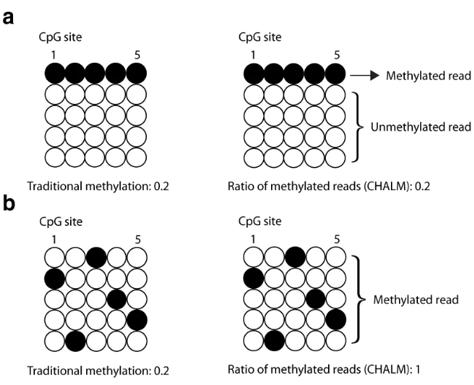 a
CpG site
1 5
Traditional methylation: 0.2
CpG site
1 5
Methylated read
Unmethylated read
Ratio of methylated reads (CHALM): 0.2
b
CpG site
1 5
Traditional methylation: 0.2
CpG site
1 5
Methylated read
Ratio of methylated reads (CHALM): 1